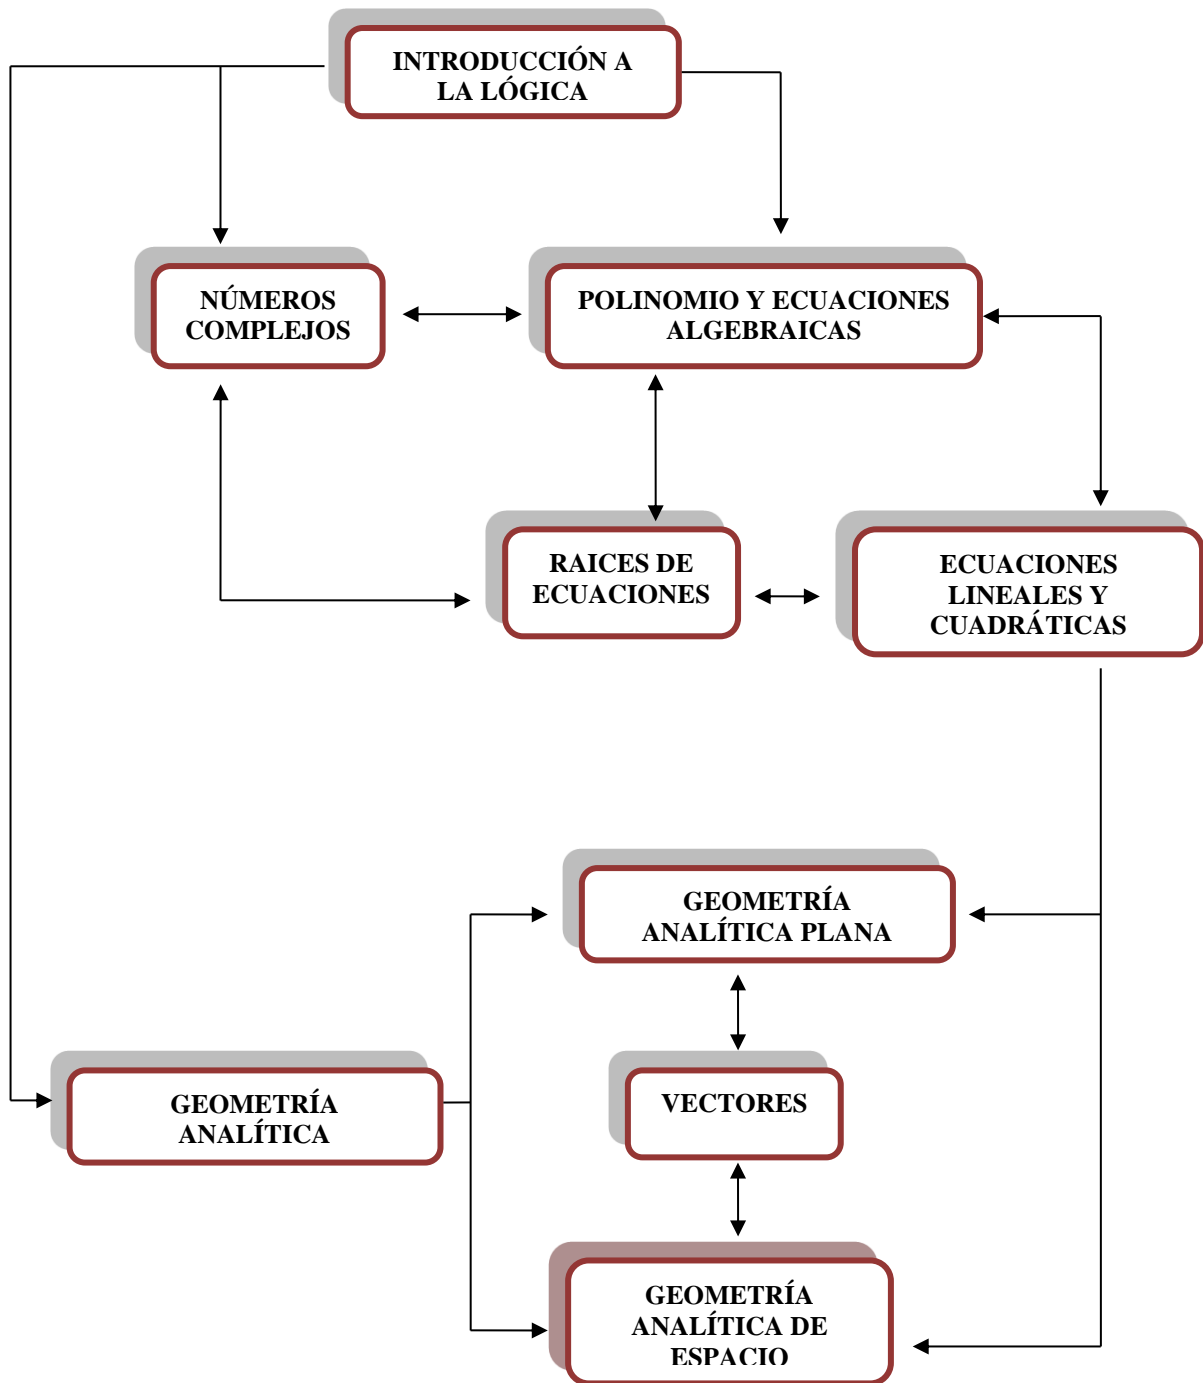 INTRODUCCIÓN A
LA LÓGICA
NÚMEROS
COMPLEJOS
POLINOMIO Y ECUACIONES
ALGEBRAICAS
RAICES DE
ECUACIONES
ECUACIONES
LINEALES Y
CUADRÁTICAS
GEOMETRÍA
ANALÍTICA PLANA
GEOMETRÍA
ANALÍTICA
VECTORES
GEOMETRÍA
ANALÍTICA DE
ESPACIO